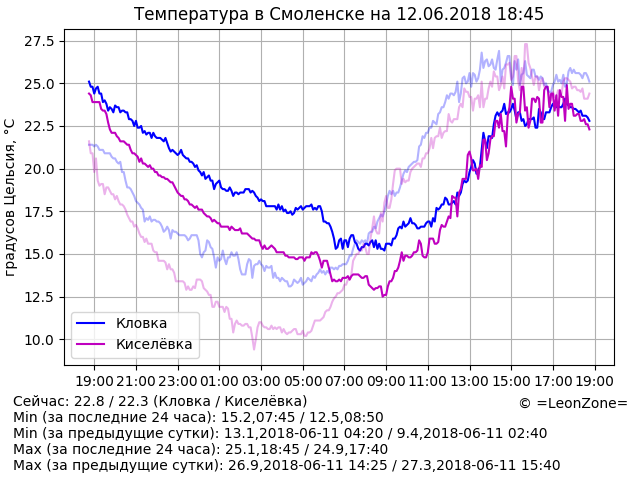 Температура в Смоленске на 12.06.2018 18:45
градусов Цельсия, °C
27.5
25.0
22.5
20.0
17.5
15.0
12.5
10.0
Кловка
Киселёвка
19:00 21:00 23:00 01:00 03:00 05:00 07:00 09:00 11:00 13:00 15:00 17:00 19:00
Сейчас: 22.8 / 22.3 (Кловка / Киселёвка)
© =LeonZone=
Min (за последние 24 часа): 15.2,07:45 / 12.5,08:50
Min (за предыдущие сутки): 13.1,2018-06-11 04:20 / 9.4,2018-06-11 02:40
Max (за последние 24 часа): 25.1,18:45 / 24.9,17:40
Max (за предыдущие сутки): 26.9,2018-06-11 14:25 / 27.3,2018-06-11 15:40